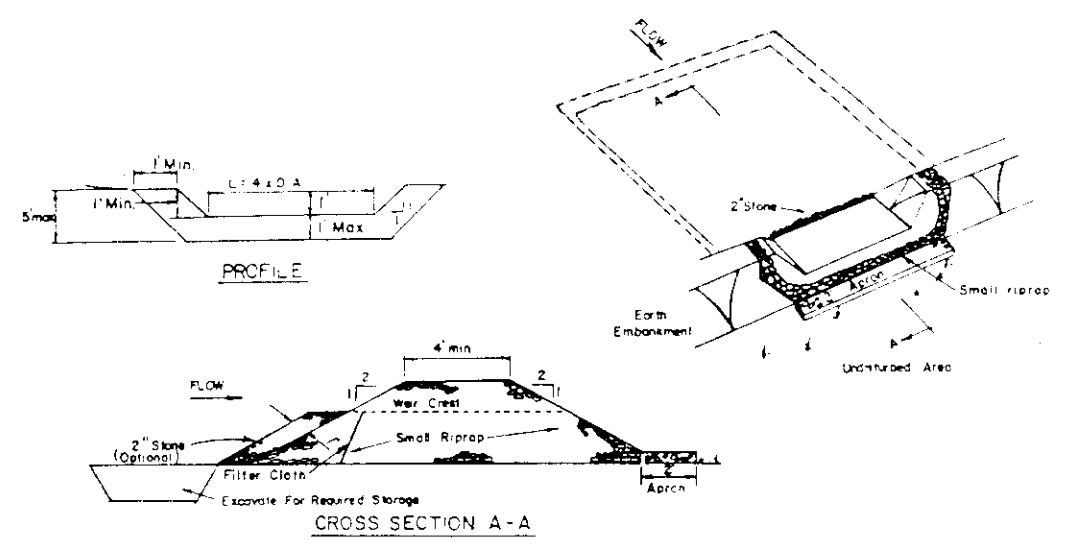 1' Min.
L = 4 x D.A.
1' Min.
5' max
1'
1' Max
PROFILE
FLOW
A
2" Stone
Apron
Small riprap
Earth
Embankment
A
Undisturbed Area
4' min
FLOW
1
2
2
1
Weir Crest
2" Stone
(Optional)
Small Riprap
Filter Cloth
2'
Apron
Excavate For Required Storage
CROSS SECTION A-A